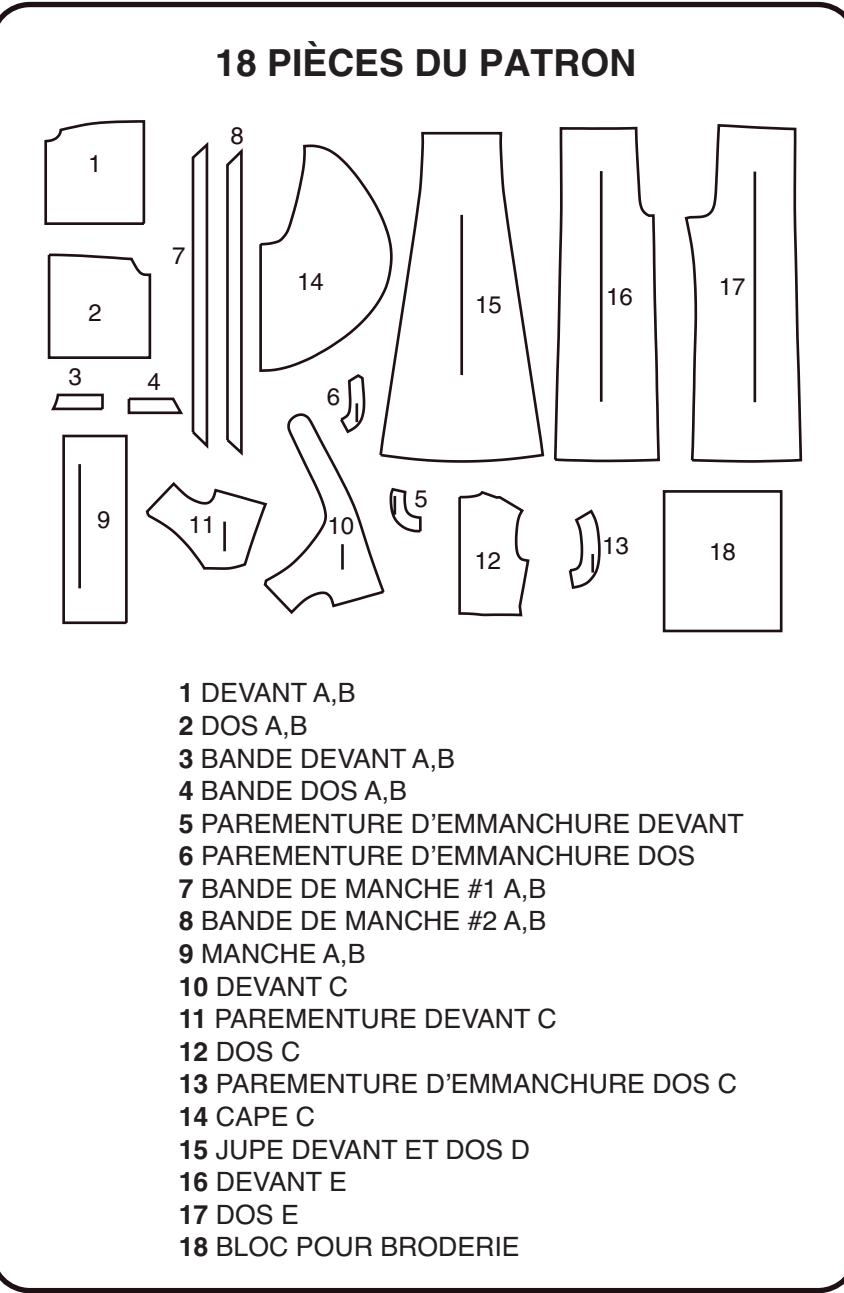 18 PIÈCES DU PATRON
8
1
7
14
15
16
17
2
3
4
6
9
11
10
5
12
13
18
1 DEVANT A,B
2 DOS A,B
3 BANDE DEVANT A,B
4 BANDE DOS A,B
5 PAREMENTURE D’EMMANCHURE DEVANT
6 PAREMENTURE D’EMMANCHURE DOS
7 BANDE DE MANCHE #1 A,B
8 BANDE DE MANCHE #2 A,B
9 MANCHE A,B
10 DEVANT C
11 PAREMENTURE DEVANT C
12 DOS C
13 PAREMENTURE D’EMMANCHURE DOS C
14 CAPE C
15 JUPE DEVANT ET DOS D
16 DEVANT E
17 DOS E
18 BLOC POUR BRODERIE